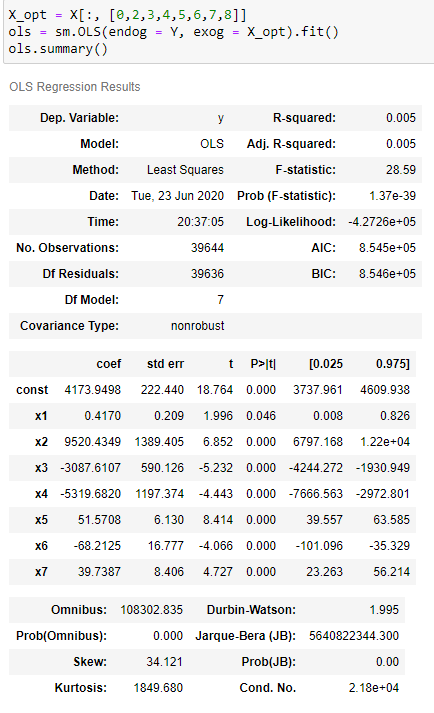 X_opt = X[:, [0,2,3,4,5,6,7,8]]
ols = sm.OLS(endog = Y, exog = X_opt).fit()
ols.summary()
OLS Regression Results
Dep. Variable: y R-squared: 0.005
Model: OLS Adj. R-squared: 0.005
Method: Least Squares F-statistic: 28.59
Date: Tue, 23 Jun 2020 Prob (F-statistic): 1.37e-39
Time: 20:37:05 Log-Likelihood: -4.2726e+05
No. Observations: 39644 AIC: 8.545e+05
Df Residuals: 39636 BIC: 8.546e+05
Df Model: 7
Covariance Type: nonrobust
coef std err t P>|t| [0.025 0.975]
const 4173.9498 222.440 18.764 0.000 3737.961 4609.938
x1 0.4170 0.209 1.996 0.046 0.008 0.826
x2 9520.4349 1389.405 6.852 0.000 6797.168 1.22e+04
x3 -3087.6107 590.126 -5.232 0.000 -4244.272 -1930.949
x4 -5319.6820 1197.374 -4.443 0.000 -7666.563 -2972.801
x5 51.5708 6.130 8.414 0.000 39.557 63.585
x6 -68.2125 16.777 -4.066 0.000 -101.096 -35.329
x7 39.7387 8.406 4.727 0.000 23.263 56.214
Omnibus: 108302.835 Durbin-Watson: 1.995
Prob(Omnibus): 0.000 Jarque-Bera (JB): 5640822344.300
Skew: 34.121 Prob(JB): 0.00
Kurtosis: 1849.680 Cond. No. 2.18e+04